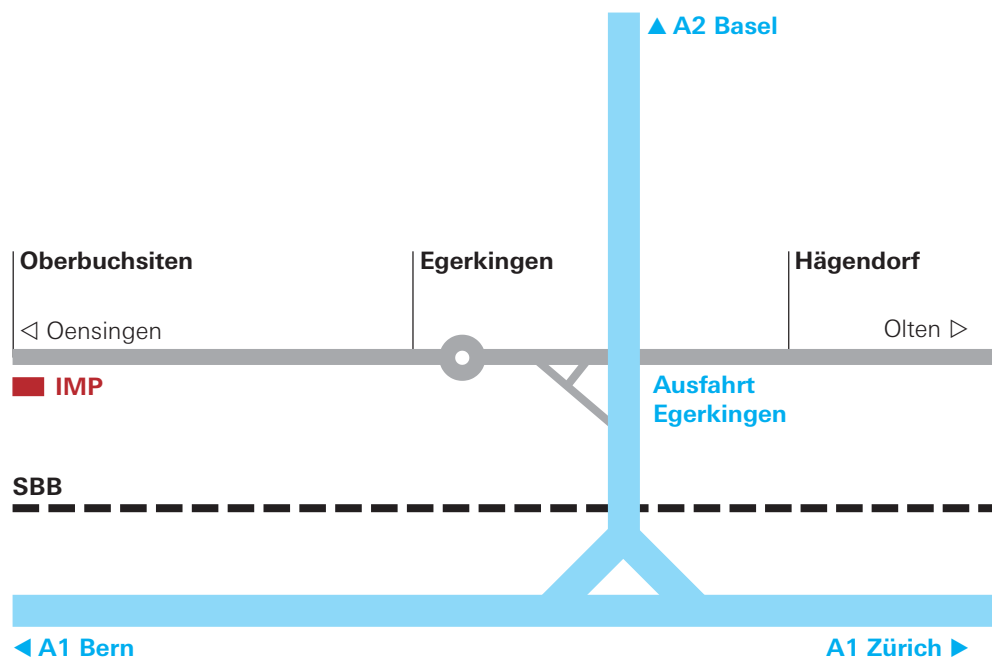 ▲ A2 Basel
Oberbuchsiten
Egerkingen
Hägendorf
◁ Oensingen
Olten ▷
IMP
Ausfahrt
Egerkingen
SBB
◀ A1 Bern
A1 Zürich ▶